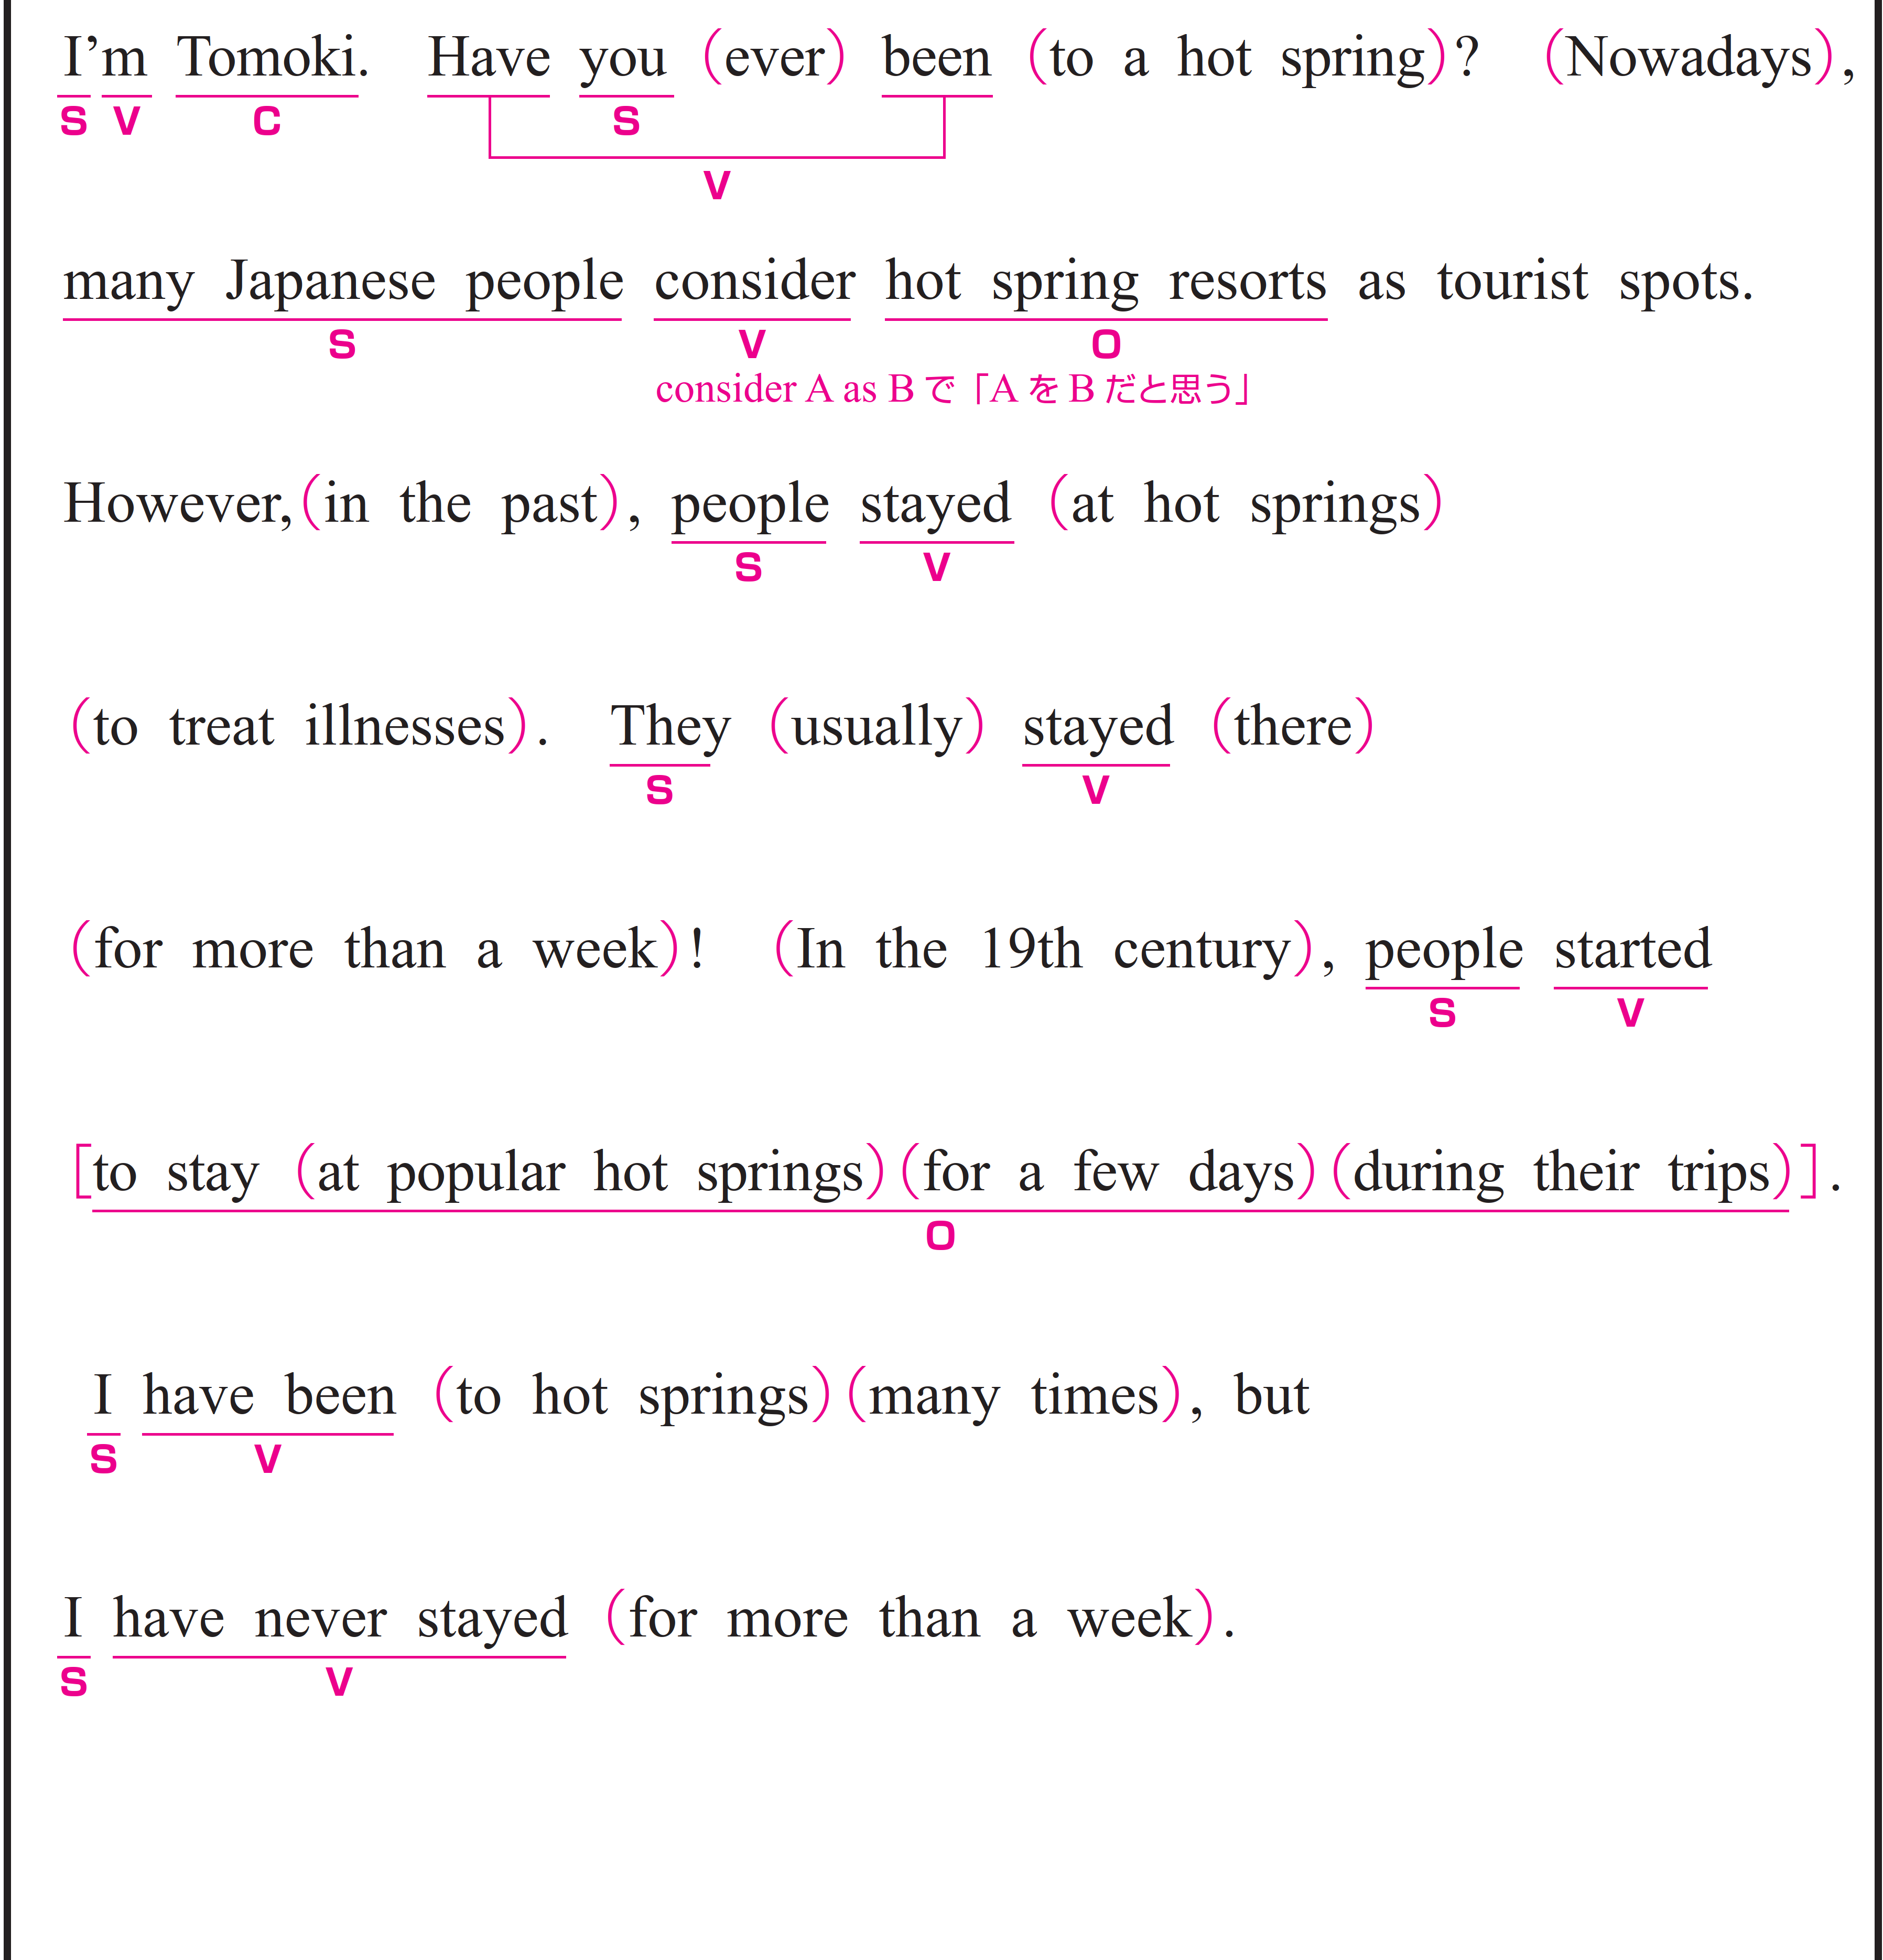 I’m Tomoki. Have you (ever) been (to a hot spring)? (Nowadays),
S V C S
V
many Japanese people consider hot spring resorts as tourist spots.
S V O
consider A as B で「A を B だと思う」
However,(in the past), people stayed (at hot springs)
S V
(to treat illnesses). They (usually) stayed (there)
S V
(for more than a week)! (In the 19th century), people started
S V
[to stay (at popular hot springs)(for a few days)(during their trips)].
O
I have been (to hot springs)(many times), but
S V
I have never stayed (for more than a week).
S V